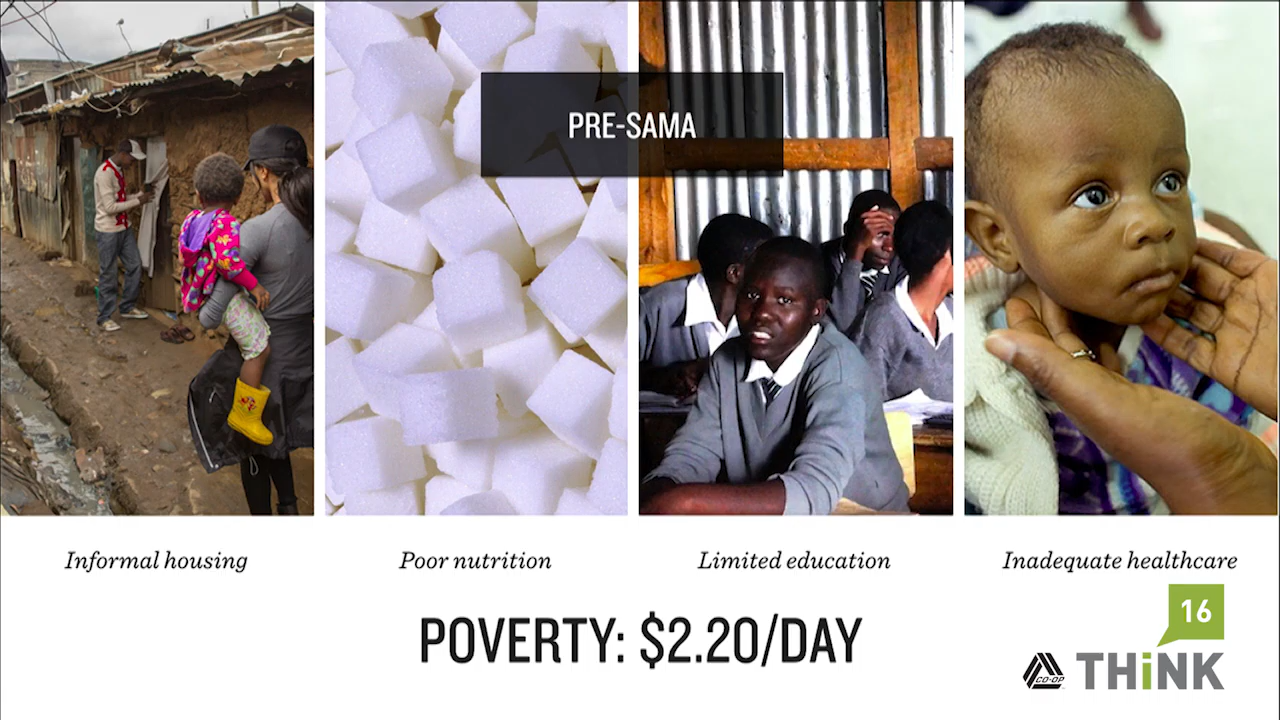 PRE-SAMA
Informal housing
Poor nutrition
Limited education
Inadequate healthcare
POVERTY: $2.20/DAY
16
CO-OP
THiNK